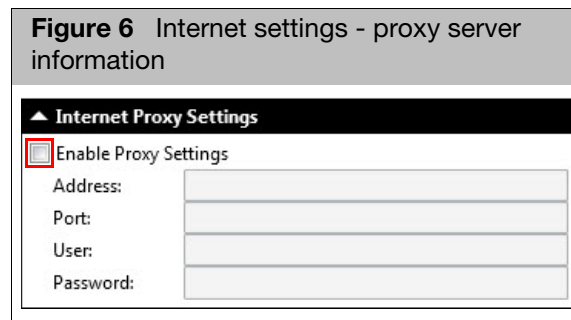 Figure 6 Internet settings - proxy server
information
Internet Proxy Settings
Enable Proxy Settings
Address:
Port:
User:
Password: